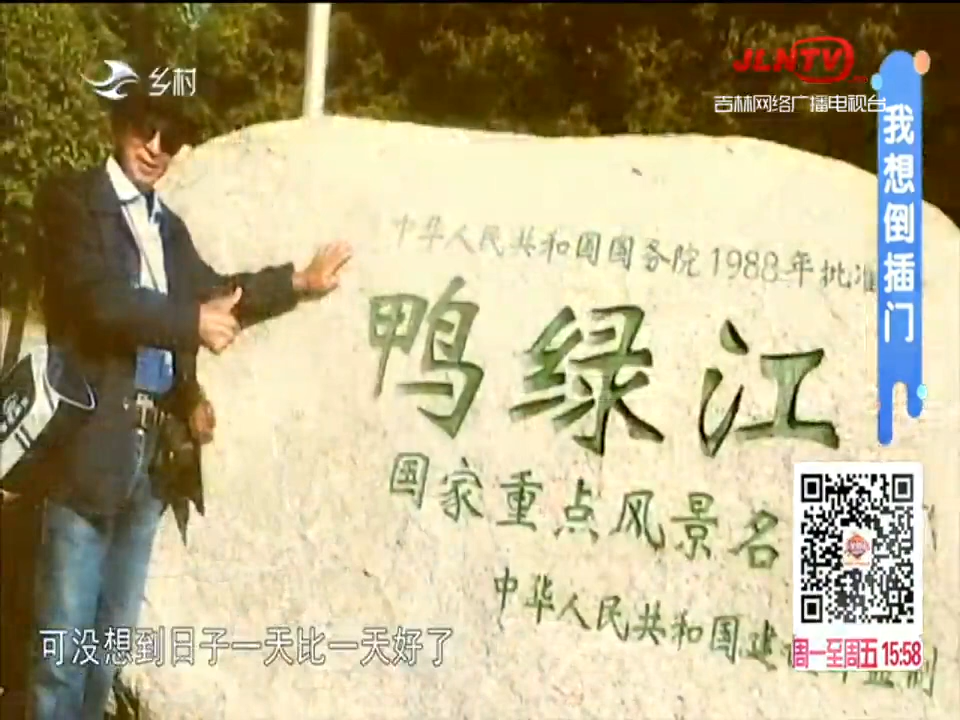 乡村
JLNTV
吉林网络广播电视台
我想倒插门
中华人民共和国国务院1988年批准
鸭绿江
国家重点风景名
中华人民共和国建
制
可没想到日子一天比一天好了
周一至周五 15:58